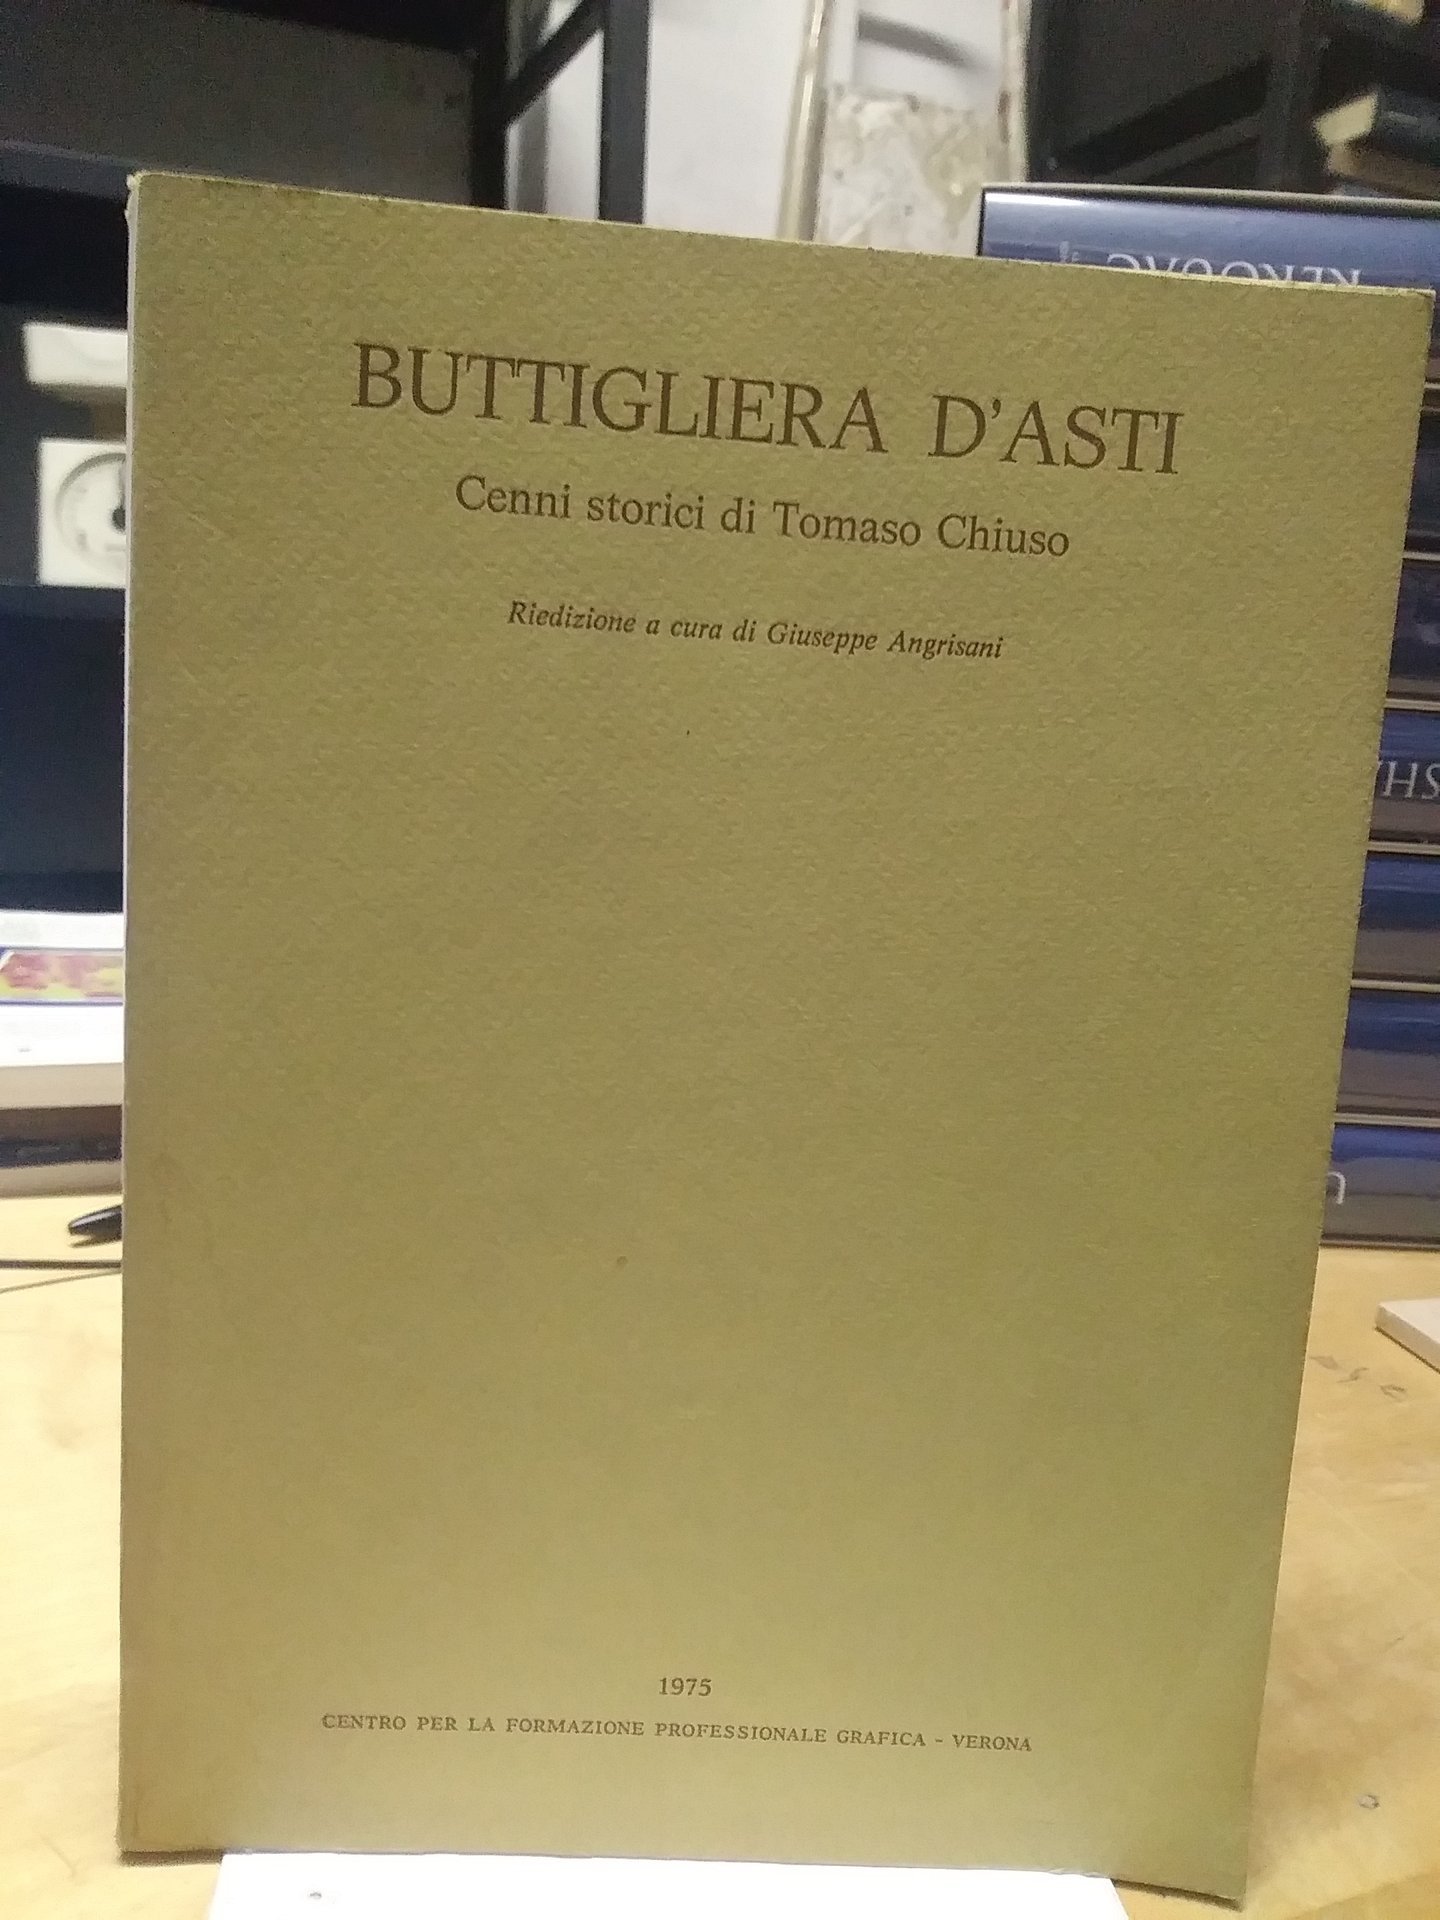 BUTTIGLIERA D'ASTI
Cenni storici di Tomaso Chiuso
Riedizione a cura di Giuseppe Angrisani
1975
CENTRO PER LA FORMAZIONE PROFESSIONALE GRAFICA - VERONA